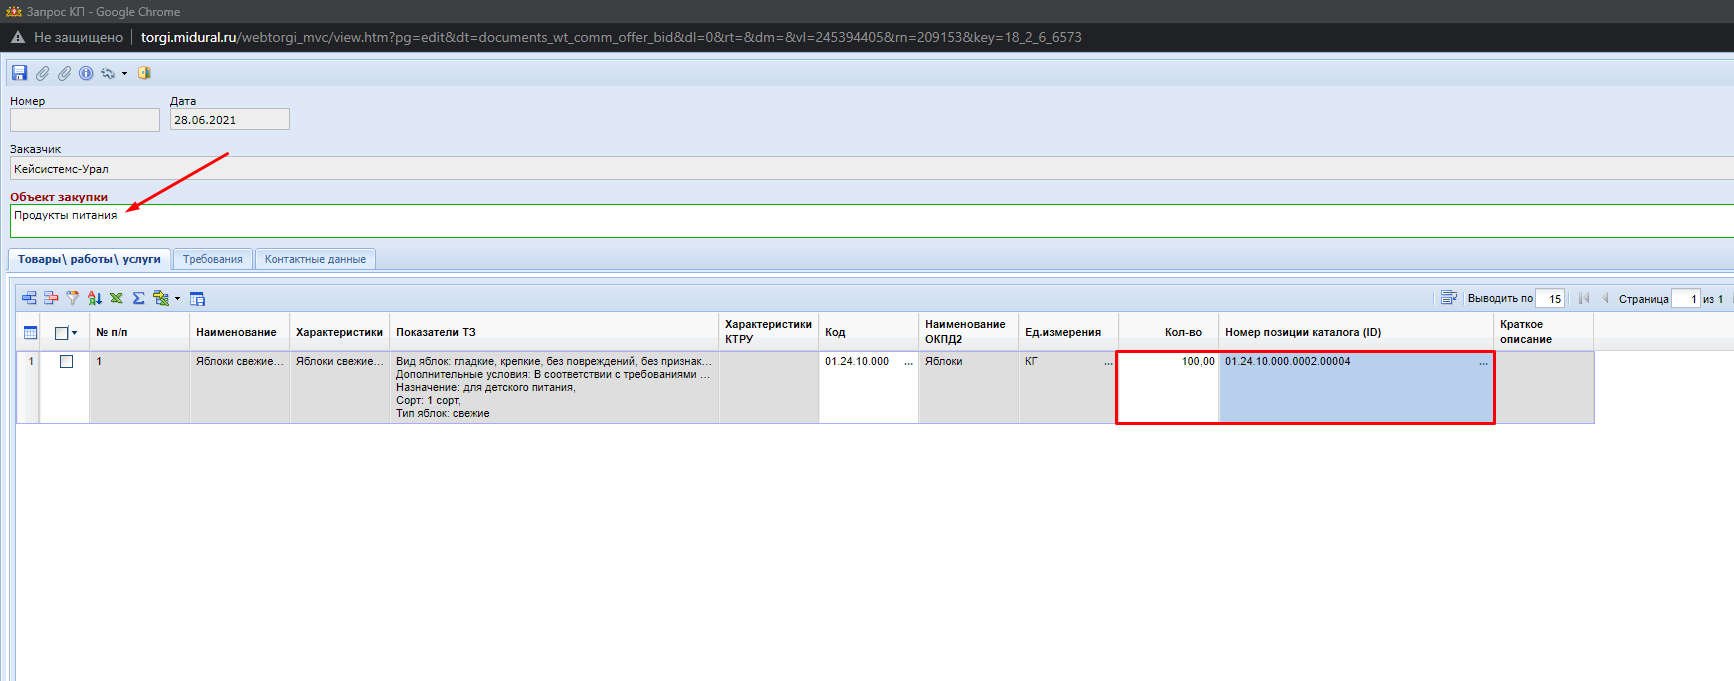 Запрос КП - Google Chrome
Не защищено torgi.midural.ru/webtorgi_mvc/view.htm?pg=edit&dt=documents_wt_comm_offer_bid&dl=0&rt=&dm=&vl=245394405&rn=209153&key=18_2_6_6573
Номер Дата
28.06.2021
Заказчик
Кейсистемс-Урал
Объект закупки
Продукты питания
Товары\ работы\ услуги Требования Контактные данные
Выводить по 15 Страница 1 из 1
№ п/п Наименование Характеристики Показатели ТЗ Характеристики КТРУ Код Наименование ОКПД2 Ед.измерения Кол-во Номер позиции каталога (ID) Краткое описание
1 1 Яблоки свежие... Яблоки свежие... Вид яблок: гладкие, крепкие, без повреждений, без признак... 01.24.10.000 ... Яблоки КГ ... 100,00 01.24.10.000.0002.00004 ...
Дополнительные условия: В соответствии с требованиями ...
Назначение: для детского питания,
Сорт: 1 сорт,
Тип яблок: свежие